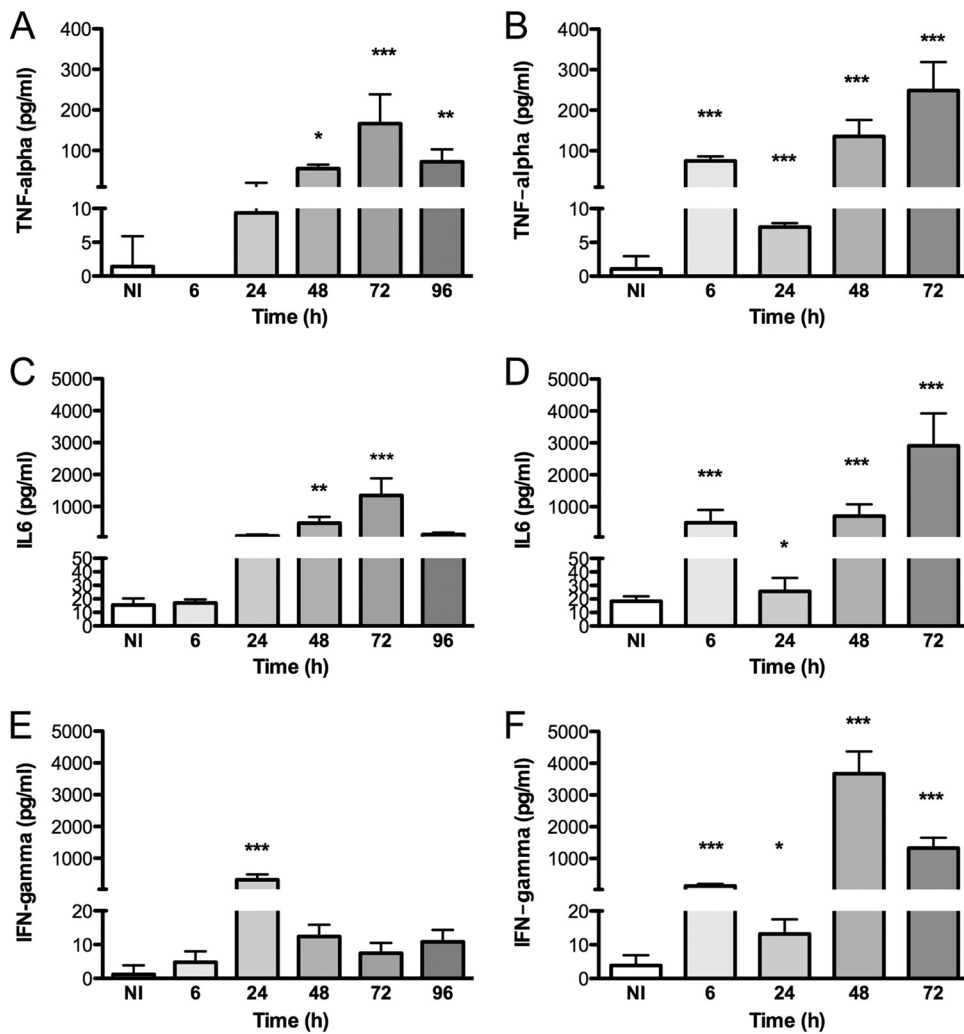 A
TNF-alpha (pg/ml)
400
300
200
100
10
5
0
***
**
*
NI 6 24 48 72 96
Time (h)
B
TNF–alpha (pg/ml)
400
300
200
100
10
5
0
***
***
***
***
NI 6 24 48 72
Time (h)
C
IL6 (pg/ml)
5000
4000
3000
2000
1000
50
40
30
20
10
0
***
**
NI 6 24 48 72 96
Time (h)
D
IL6 (pg/ml)
5000
4000
3000
2000
1000
50
40
30
20
10
0
***
***
***
*
NI 6 24 48 72
Time (h)
E
IFN-gamma (pg/ml)
5000
4000
3000
2000
1000
20
10
0
***
NI 6 24 48 72 96
Time (h)
F
IFN–gamma (pg/ml)
5000
4000
3000
2000
1000
20
10
0
***
***
***
*
NI 6 24 48 72
Time (h)